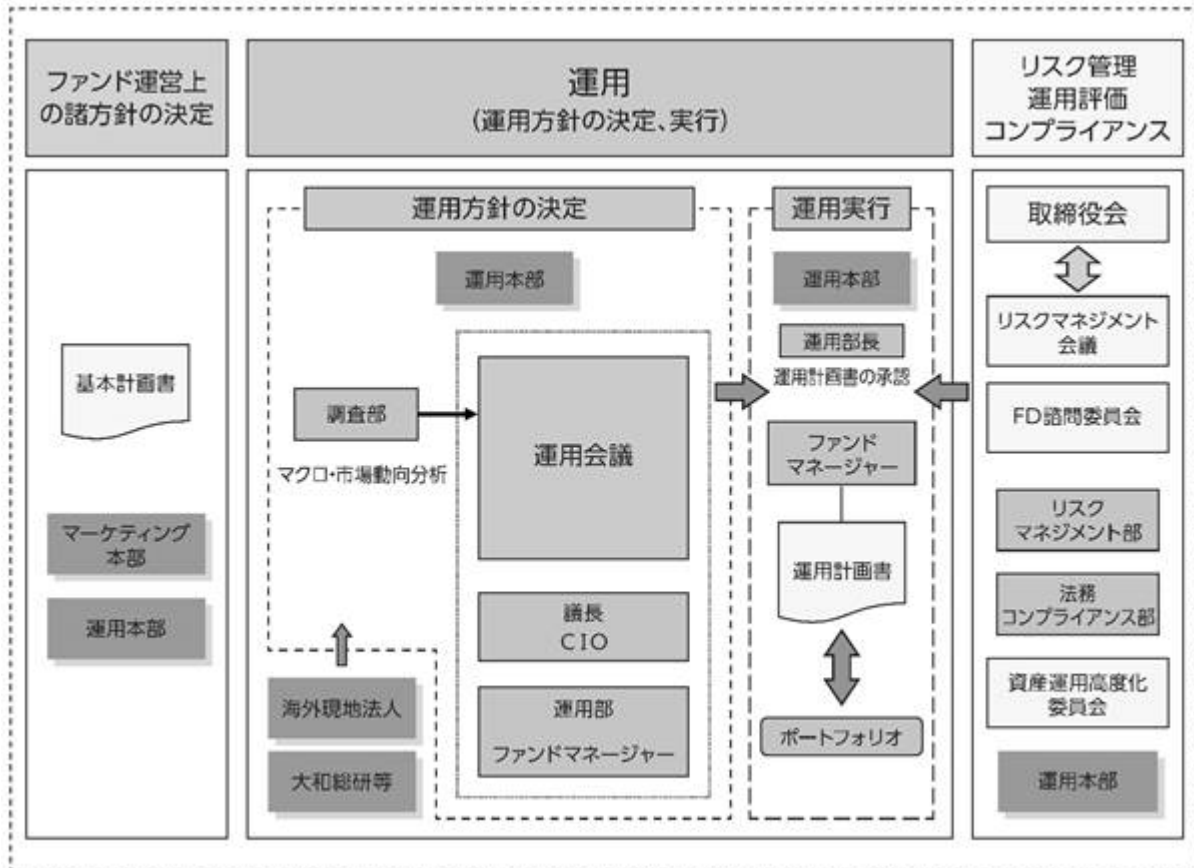 ファンド運営上
の諸方針の決定
運用
(運用方針の決定、実行)
リスク管理
運用評価
コンプライアンス
基本計画書
マーケティング
本部
運用本部
運用方針の決定
運用本部
調査部
マクロ・市場動向分析
運用会議
議長
CIO
運用部
ファンドマネージャー
海外現地法人
大和総研等
運用実行
運用本部
運用部長
運用計画書の承認
ファンド
マネージャー
運用計画書
ポートフォリオ
取締役会
リスクマネジメント
会議
FD諮問委員会
リスク
マネジメント部
法務
コンプライアンス部
資産運用高度化
委員会
運用本部